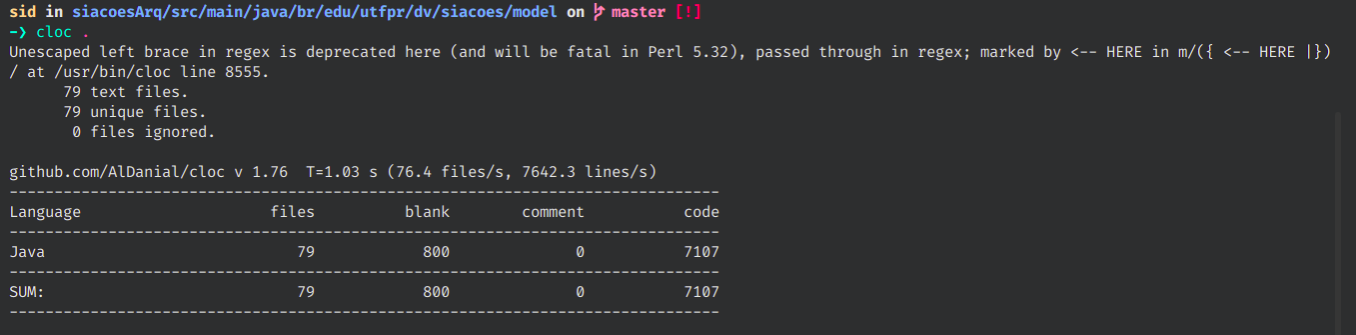 sid in siacoesArq/src/main/java/br/edu/utfpr/dv/siacoes/model on master [!]
-❯ cloc .
Unescaped left brace in regex is deprecated here (and will be fatal in Perl 5.32), passed through in regex; marked by <-- HERE in m/({ <-- HERE |})
/ at /usr/bin/cloc line 8555.
      79 text files.
      79 unique files.
       0 files ignored.
github.com/AlDanial/cloc v 1.76  T=1.03 s (76.4 files/s, 7642.3 lines/s)
-------------------------------------------------------------------------------
Language                     files          blank        comment           code
-------------------------------------------------------------------------------
Java                            79            800              0           7107
-------------------------------------------------------------------------------
SUM:                            79            800              0           7107
-------------------------------------------------------------------------------